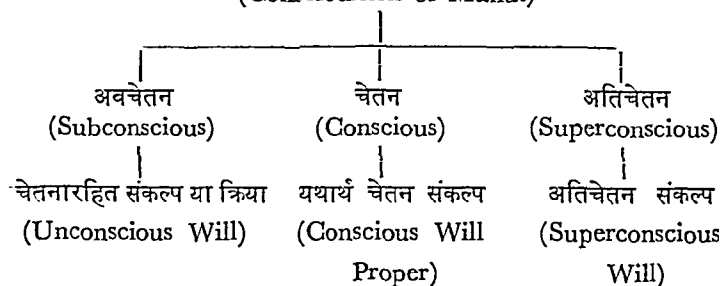 अवचेतन चेतन अतिचेतन
(Subconscious) (Conscious) (Superconscious)
चेतनारहित संकल्प या क्रिया यथार्थ चेतन संकल्प अतिचेतन संकल्प
(Unconscious Will) (Conscious Will (Superconscious
Proper) Will)